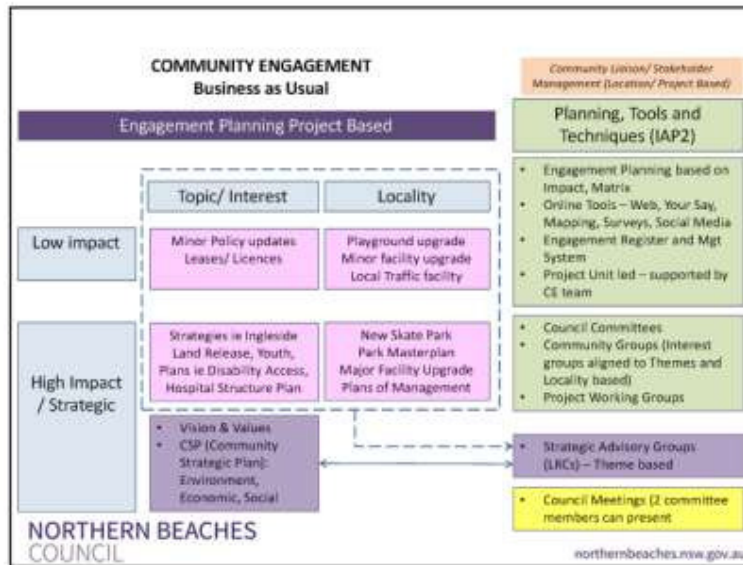 COMMUNITY ENGAGEMENT
Business as Usual
Engagement Planning Project Based
Topic/ Interest
Locality
Low impact
Minor Policy updates
Leases/ Licences
Playground upgrade
Minor facility upgrade
Local Traffic facility
High Impact
/ Strategic
Strategies ie Ingleside
Land Release, Youth,
Plans ie Disability Access,
Hospital Structure Plan
New Skate Park
Park Masterplan
Major Facility Upgrade
Plans of Management
• Vision & Values
• CSP (Community
Strategic Plan):
Environment,
Economic, Social
Community Liaison/ Stakeholder
Management (Location/ Project Based)
Planning, Tools and
Techniques (IAP2)
• Engagement Planning based on
Impact, Matrix
• Online Tools – Web, Your Say,
Mapping, Surveys, Social Media
• Engagement Register and Mgt
System
• Project Unit led – supported by
CE team
• Council Committees
• Community Groups (Interest
groups aligned to Themes and
Locality based)
• Project Working Groups
• Strategic Advisory Groups
(LRCs) – Theme based
• Council Meetings (2 committee
members can present
NORTHERN BEACHES
COUNCIL
northernbeaches.nsw.gov.au